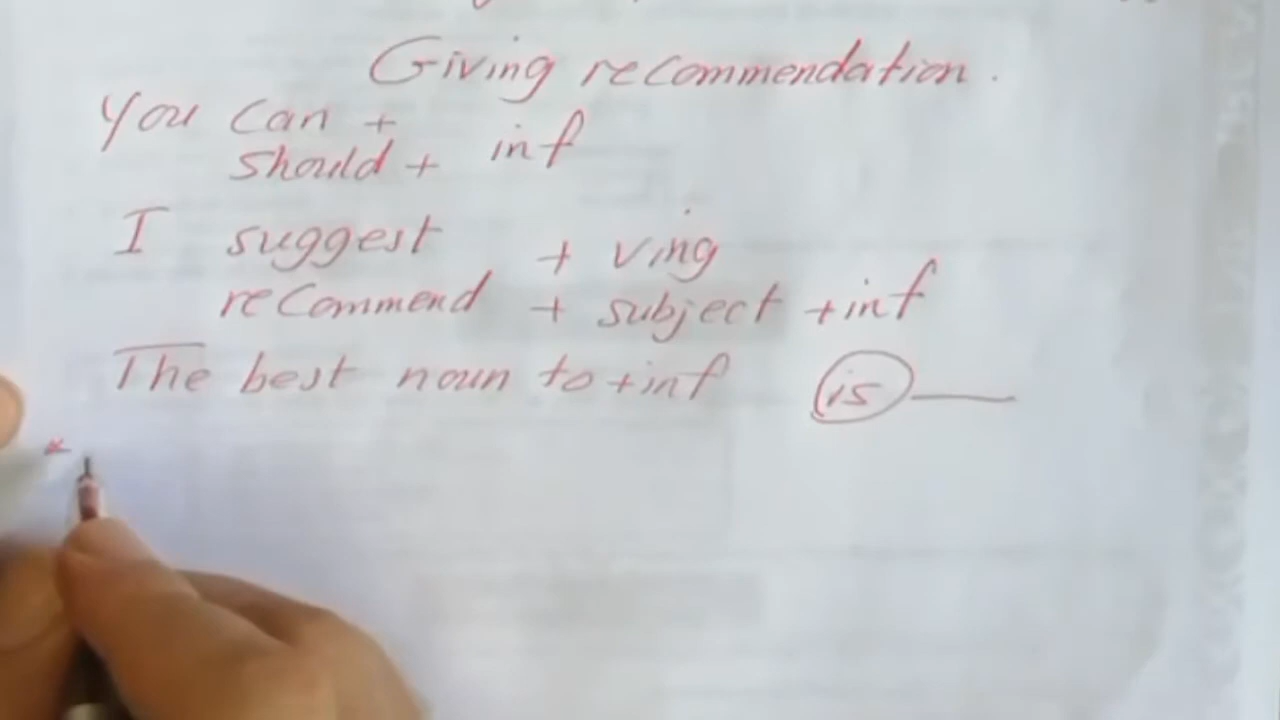 Giving recommendation.
You can +
should + inf
I suggest + ving
recommend + subject + inf
The best noun to + inf is
*